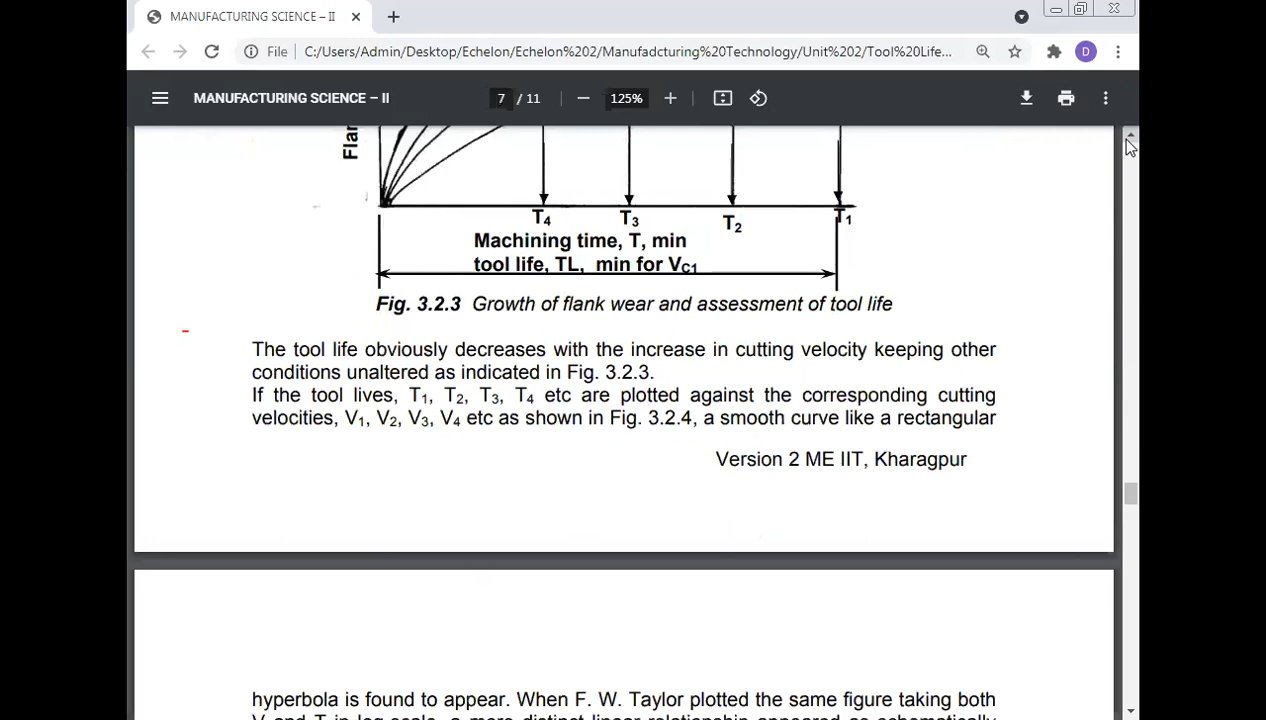 MANUFACTURING SCIENCE – II
File C:/Users/Admin/Desktop/Echelon/Echelon%202/Manufadcturing%20Technology/Unit%202/Tool%20Life... D
MANUFACTURING SCIENCE – II 7 / 11 125%
T4 T3 T2 T1
Machining time, T, min
tool life, TL, min for VC1
Fig. 3.2.3 Growth of flank wear and assessment of tool life
The tool life obviously decreases with the increase in cutting velocity keeping other
conditions unaltered as indicated in Fig. 3.2.3.
If the tool lives, T1, T2, T3, T4 etc are plotted against the corresponding cutting
velocities, V1, V2, V3, V4 etc as shown in Fig. 3.2.4, a smooth curve like a rectangular
Version 2 ME IIT, Kharagpur
hyperbola is found to appear. When F. W. Taylor plotted the same figure taking both